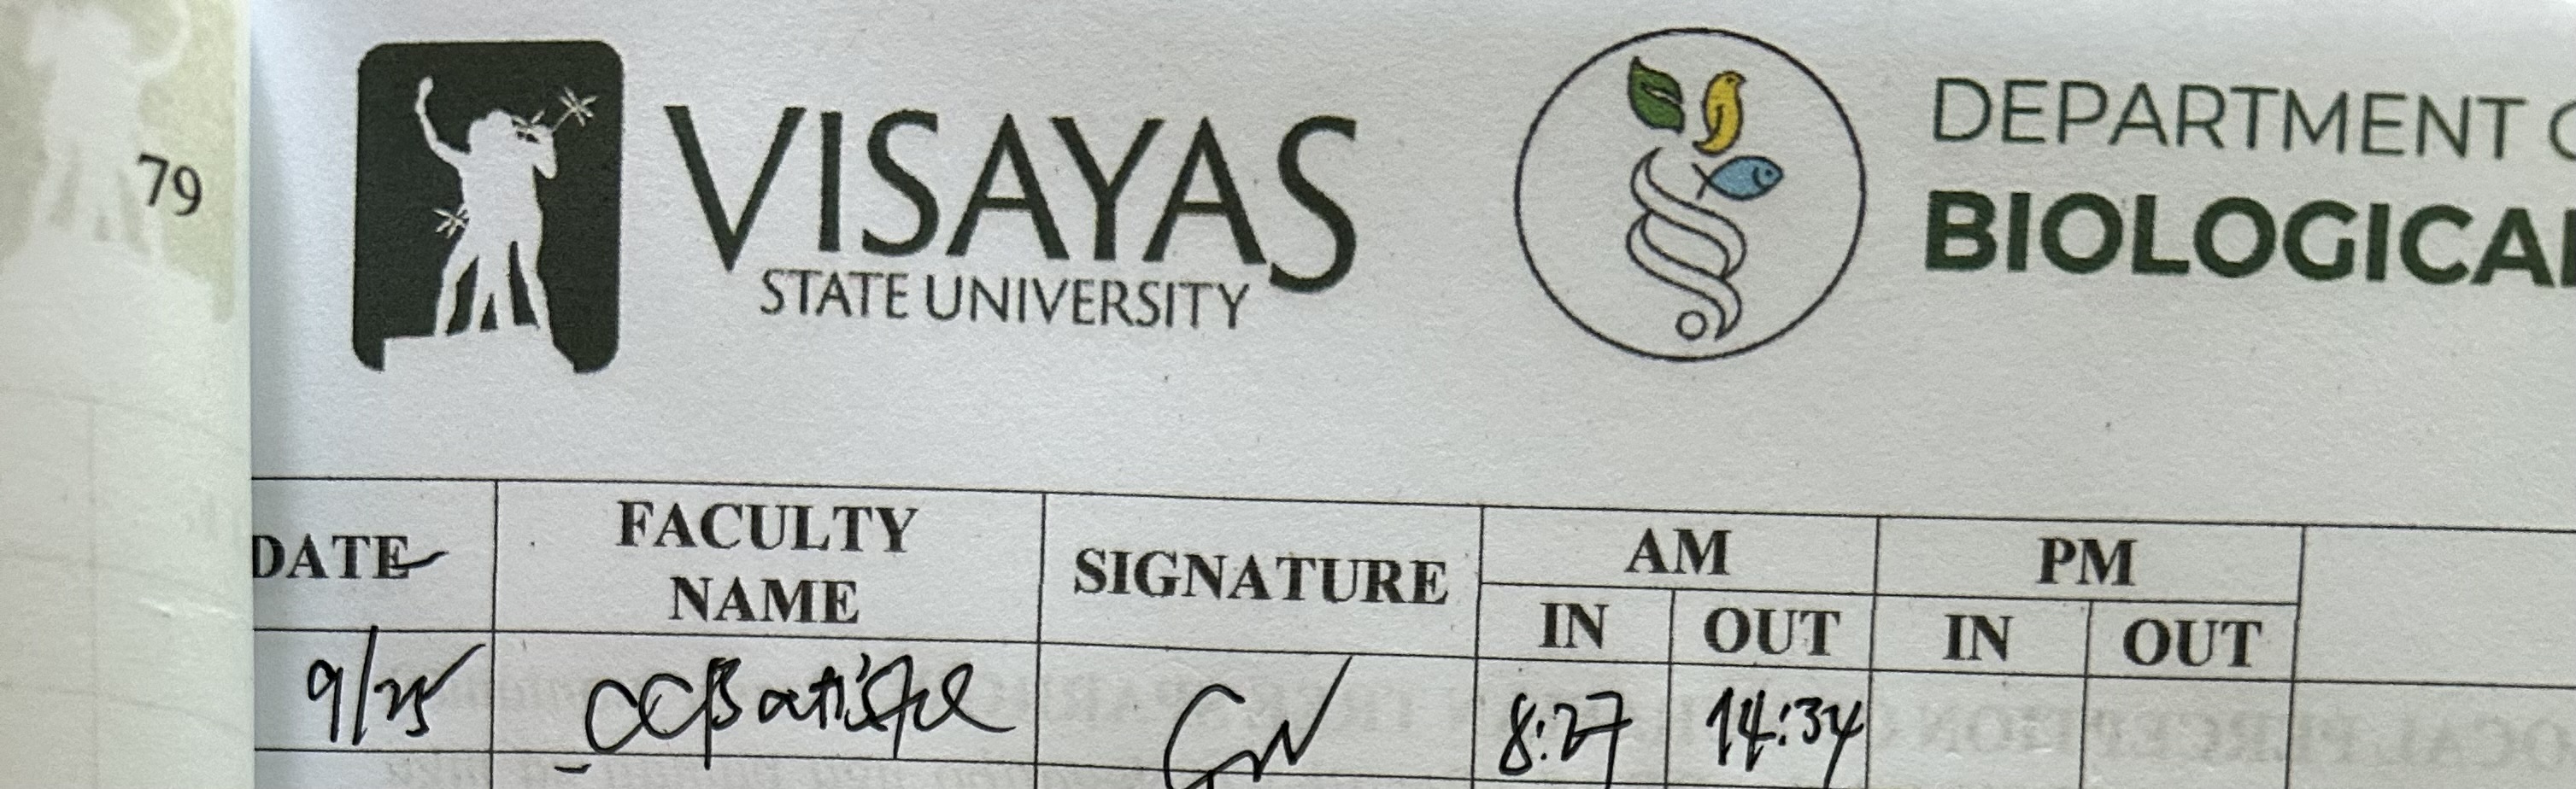 79
VISAYAS
STATE UNIVERSITY
DEPARTMENT
BIOLOGICAL
DATE FACULTY NAME SIGNATURE AM PM
IN OUT IN OUT
9/25 CCBatista 8:27 14:34